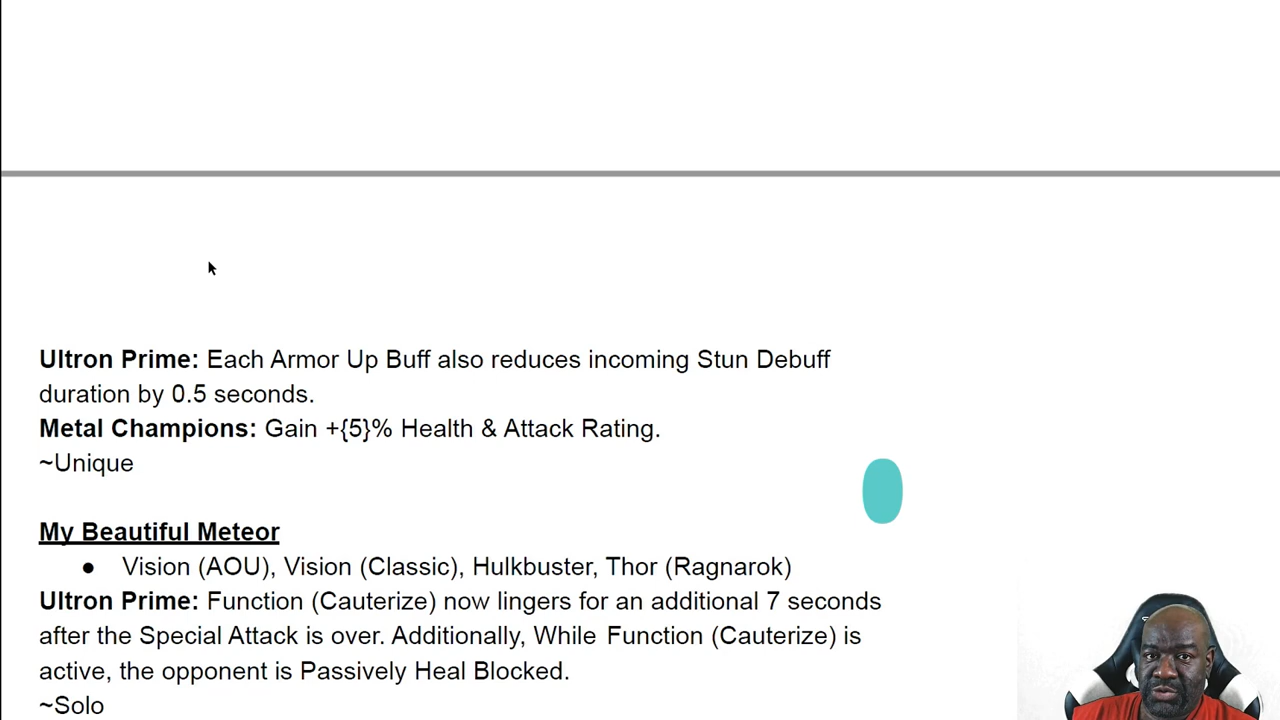 Ultron Prime: Each Armor Up Buff also reduces incoming Stun Debuff
duration by 0.5 seconds.
Metal Champions: Gain +{5}% Health & Attack Rating.
~Unique
My Beautiful Meteor
● Vision (AOU), Vision (Classic), Hulkbuster, Thor (Ragnarok)
Ultron Prime: Function (Cauterize) now lingers for an additional 7 seconds
after the Special Attack is over. Additionally, While Function (Cauterize) is
active, the opponent is Passively Heal Blocked.
~Solo